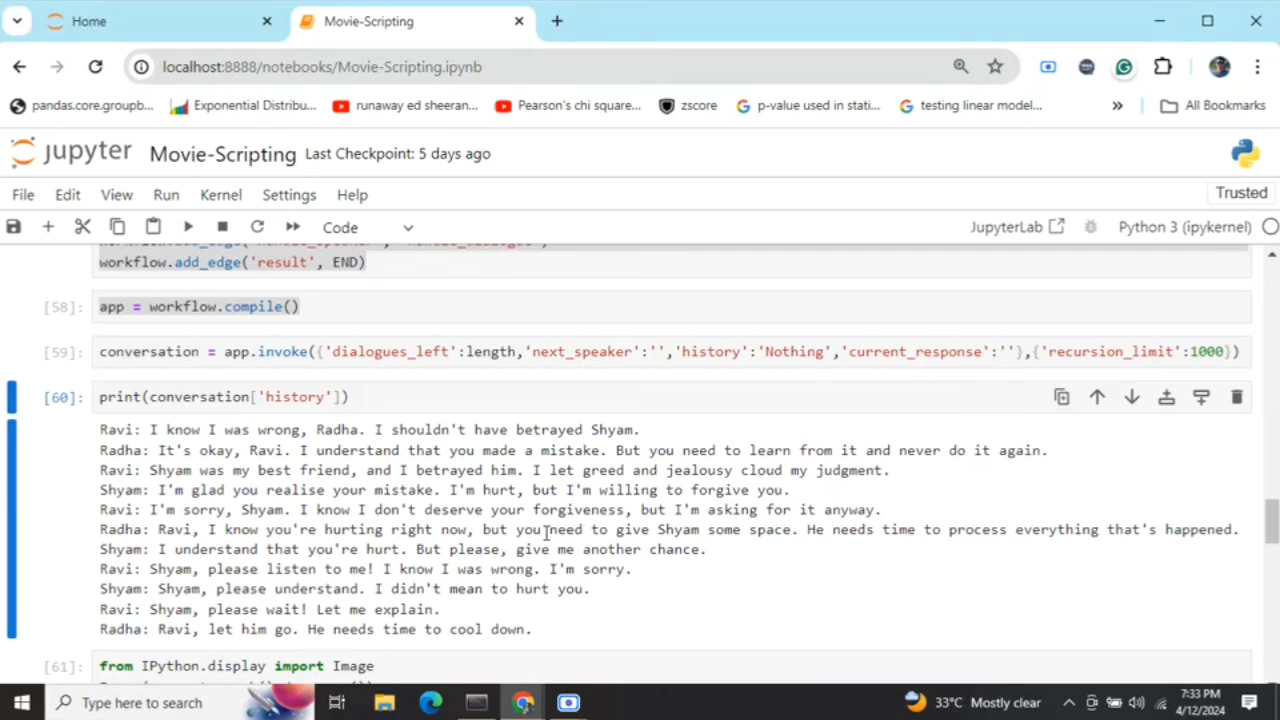 Home
Movie-Scripting
localhost:8888/notebooks/Movie-Scripting.ipynb
pandas.core.groupb...
Exponential Distribu...
runaway ed sheeran...
Pearson's chi square...
zscore
p-value used in stati...
testing linear model...
»
All Bookmarks
jupyter Movie-Scripting Last Checkpoint: 5 days ago
File Edit View Run Kernel Settings Help
Trusted
Code
JupyterLab
Python 3 (ipykernel)
workflow.add_edge('result', END)
[58]: app = workflow.compile()
[59]: conversation = app.invoke({'dialogues_left':length,'next_speaker':'','history':'Nothing','current_response':''},{'recursion_limit':1000})
[60]: print(conversation['history'])
Ravi: I know I was wrong, Radha. I shouldn't have betrayed Shyam.
Radha: It's okay, Ravi. I understand that you made a mistake. But you need to learn from it and never do it again.
Ravi: Shyam was my best friend, and I betrayed him. I let greed and jealousy cloud my judgment.
Shyam: I'm glad you realise your mistake. I'm hurt, but I'm willing to forgive you.
Ravi: I'm sorry, Shyam. I know I don't deserve your forgiveness, but I'm asking for it anyway.
Radha: Ravi, I know you're hurting right now, but you need to give Shyam some space. He needs time to process everything that's happened.
Shyam: I understand that you're hurt. But please, give me another chance.
Ravi: Shyam, please listen to me! I know I was wrong. I'm sorry.
Shyam: Shyam, please understand. I didn't mean to hurt you.
Ravi: Shyam, please wait! Let me explain.
Radha: Ravi, let him go. He needs time to cool down.
[61]: from IPython.display import Image
Type here to search
33°C Mostly clear
7:33 PM
4/12/2024